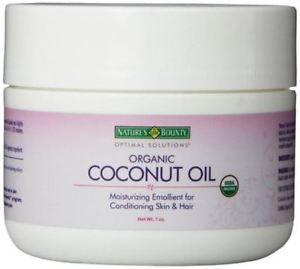 NATURE'S BOUNTY
OPTIMAL SOLUTIONS
ORGANIC
COCONUT OIL
USDA
ORGANIC
Moisturizing Emollient for
Conditioning Skin & Hair
Net Wt. 7 oz.